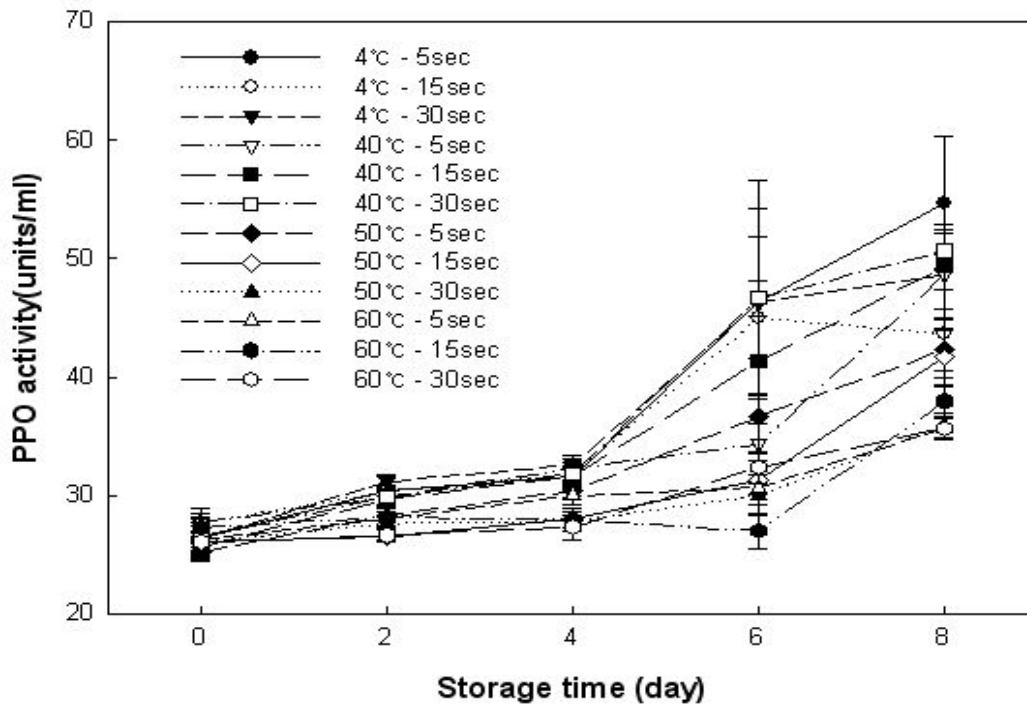 70
60
50
40
30
20
PPO activity(units/ml)
4℃ - 5sec
4℃ - 15sec
4℃ - 30sec
40℃ - 5sec
40℃ - 15sec
40℃ - 30sec
50℃ - 5sec
50℃ - 15sec
50℃ - 30sec
60℃ - 5sec
60℃ - 15sec
60℃ - 30sec
0 2 4 6 8
Storage time (day)